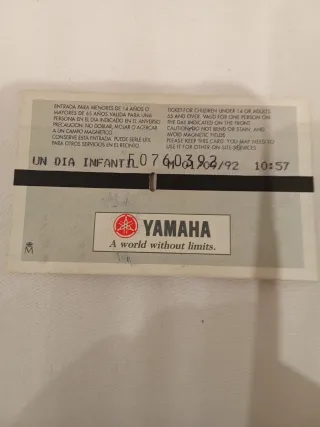 ENTRADA PARA MENORES DE 14 AÑOS O
MAYORES DE 65 AÑOS. VALIDA PARA UNA
PERSONA EN EL DIA INDICADO EN EL ANVERSO
PRECAUCION: NO DOBLAR, MOJAR O ACERCAR
A UN CAMPO MAGNETICO
CONSERVE ESTA ENTRADA. PUEDE SERLE UTIL
PARA OTROS SERVICIOS EN EL RECINTO
TICKET FOR CHILDREN UNDER 14 OR ADULTS
65 AND OVER. VALID FOR ONE PERSON ON
THE DAY INDICATED ON THE FRONT
CAUTION: DO NOT BEND OR STAIN, AND
AVOID MAGNETIC FIELDS
PLEASE KEEP THIS CARD. YOU MAY NEED TO
USE IT FOR OTHER ON-SITE SERVICES
UN DIA INFANTIL F0760392 M 01/09/92 10:57
YAMAHA
A world without limits.
M